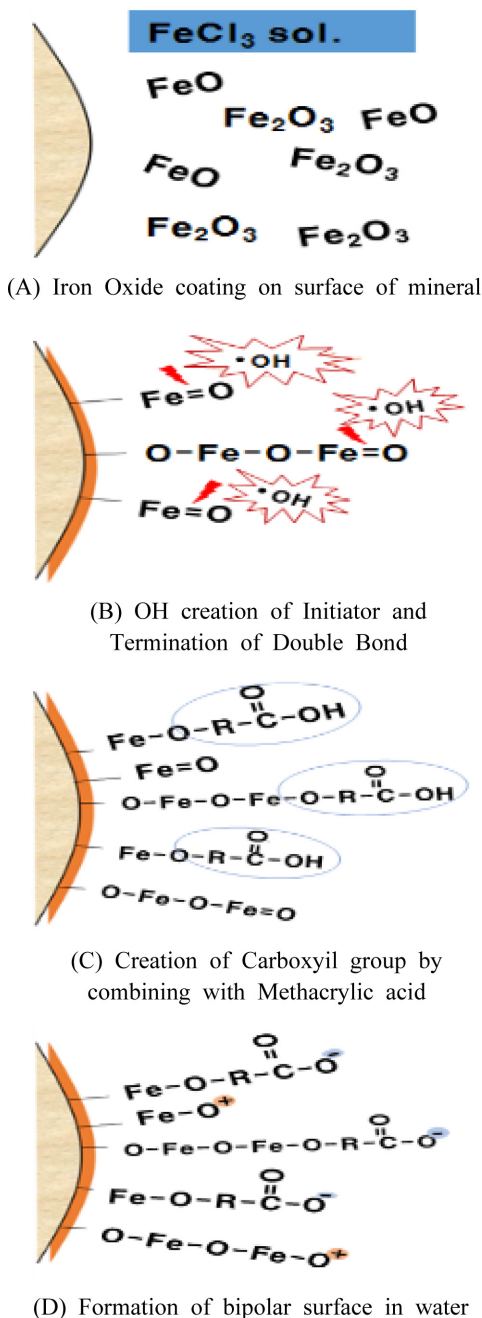 FeCl₃ sol.
FeO
Fe₂O₃ FeO
FeO Fe₂O₃
Fe₂O₃ Fe₂O₃
(A) Iron Oxide coating on surface of mineral
•OH
Fe=O
•OH
O-Fe-O-Fe=O
•OH
Fe=O
(B) OH creation of Initiator and
Termination of Double Bond
O
Fe-O-R-C-OH
Fe=O
O
O-Fe-O-Fe-O-R-C-OH
O
Fe-O-R-C-OH
O-Fe-O-Fe=O
(C) Creation of Carboxyil group by
combining with Methacrylic acid
O
Fe-O-R-C-O-
Fe-O+
O
O-Fe-O-Fe-O-R-C-O-
O
Fe-O-R-C-O-
O-Fe-O-Fe-O+
(D) Formation of bipolar surface in water